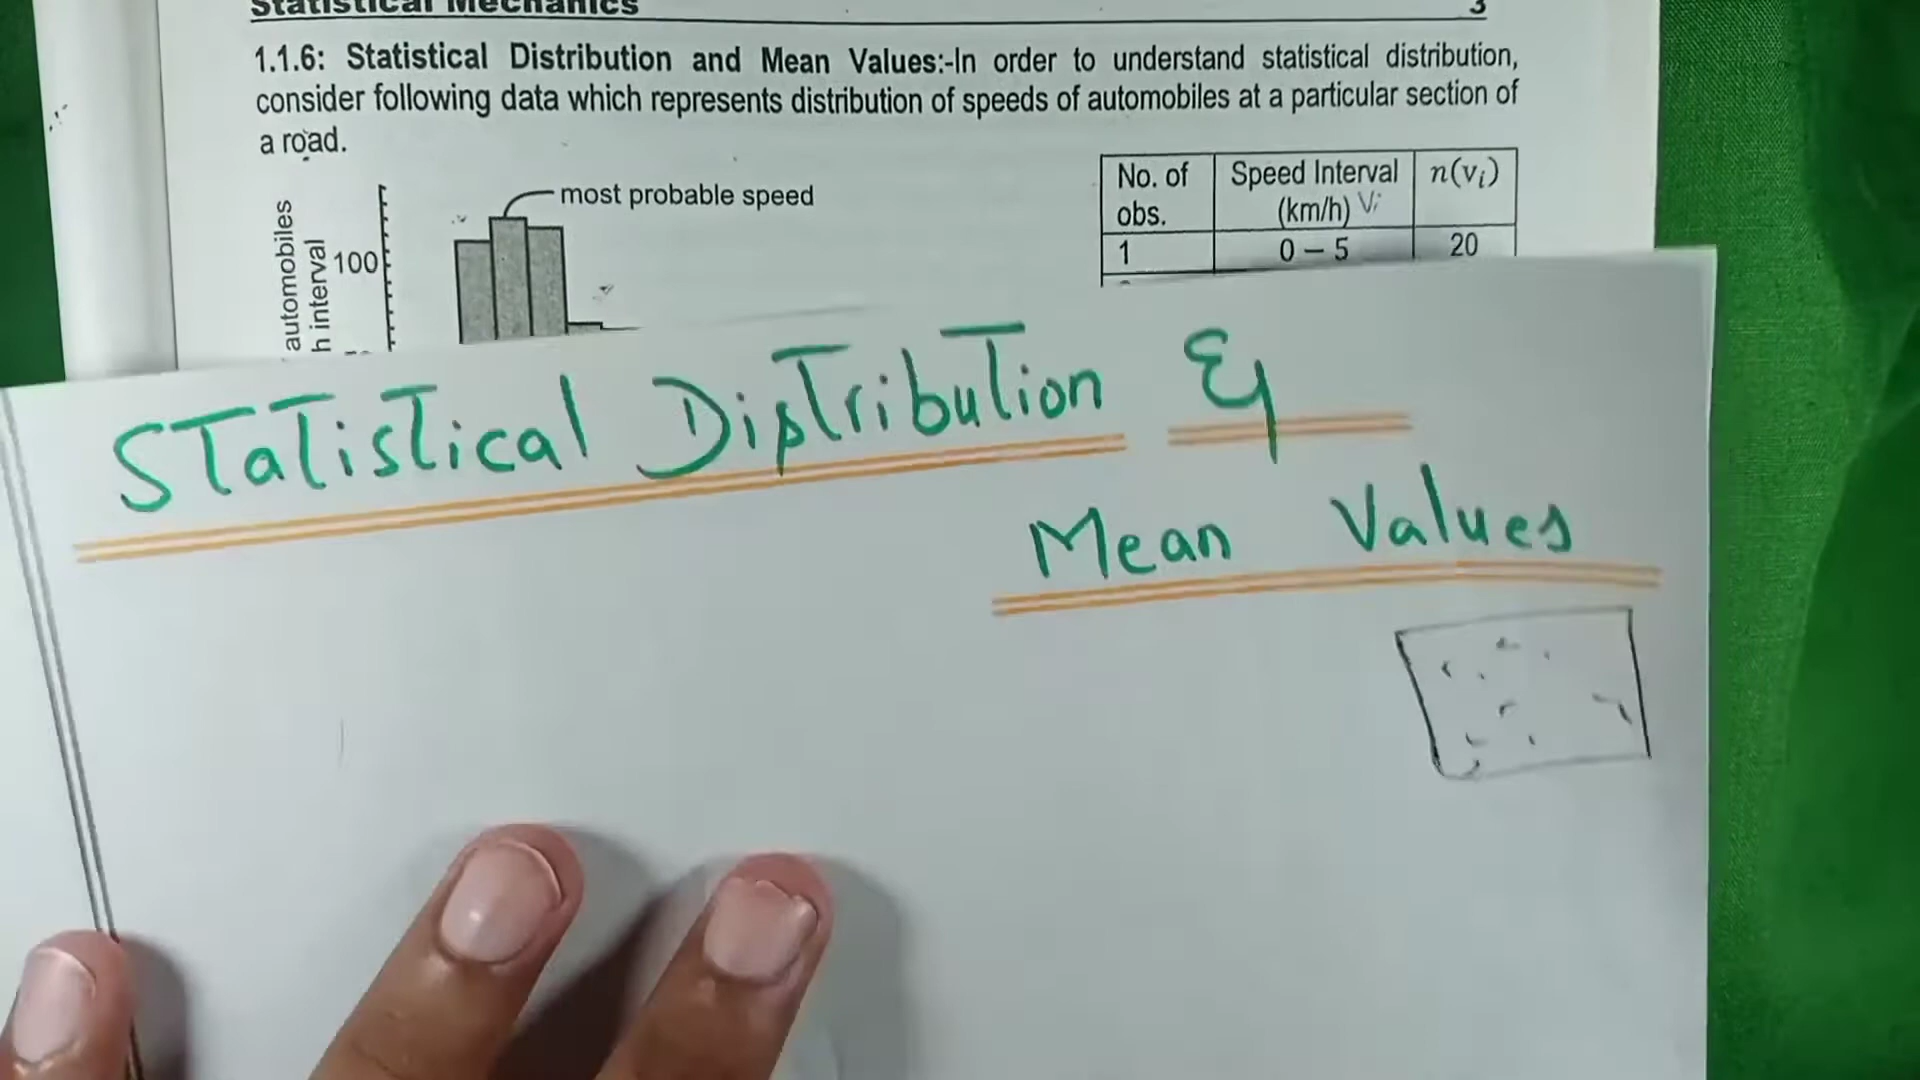 Statistical Mechanics 3
1.1.6: Statistical Distribution and Mean Values:-In order to understand statistical distribution,
consider following data which represents distribution of speeds of automobiles at a particular section of
a road.
automobiles
h interval
100
most probable speed
No. of obs. Speed Interval (km/h) Vi n(vi)
1 0 – 5 20
Statistical Distribution &
Mean Values